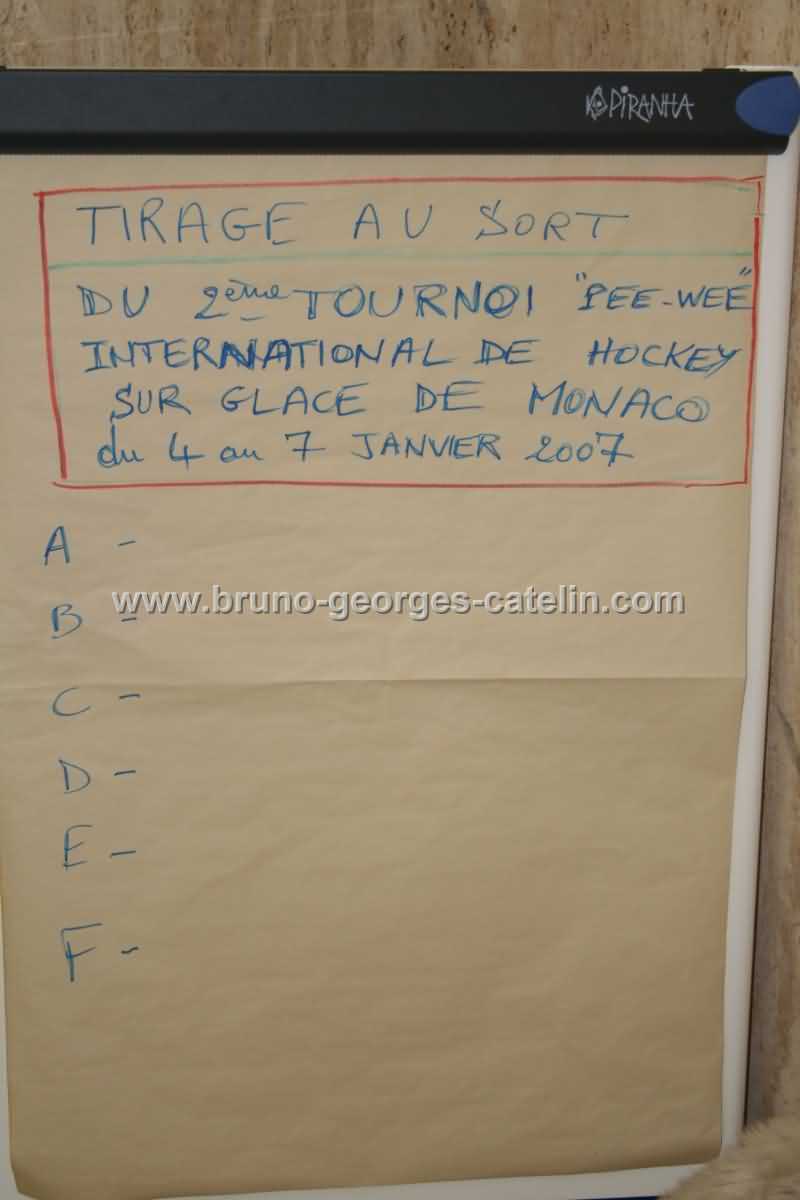 PIRANHA
TIRAGE AU SORT
DU 2ème TOURNOI "PEE-WEE"
INTERNATIONAL DE HOCKEY
SUR GLACE DE MONACO
du 4 au 7 JANVIER 2007
A -
B -
www.bruno-georges-catelin.com
C -
D -
E -
F -